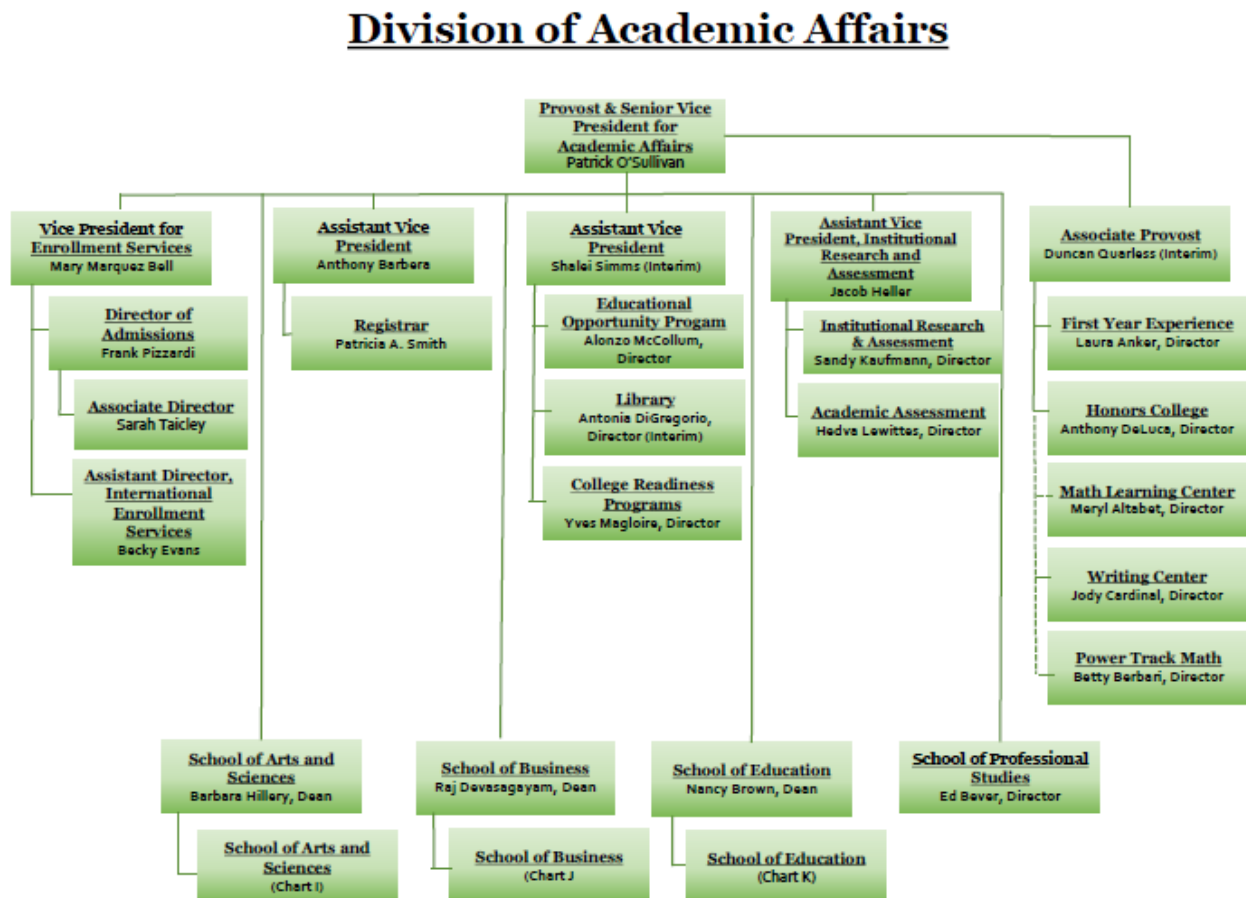 Division of Academic Affairs
Provost & Senior Vice
President for
Academic Affairs
Patrick O'Sullivan
Vice President for
Enrollment Services
Mary Marquez Bell
Director of
Admissions
Frank Pizzardi
Associate Director
Sarah Taicley
Assistant Director,
International
Enrollment
Services
Becky Evans
Assistant Vice
President
Anthony Barbera
Registrar
Patricia A. Smith
Assistant Vice
President
Shalei Simms (Interim)
Educational
Opportunity Progam
Alonzo McCollum,
Director
Library
Antonia DiGregorio,
Director (Interim)
College Readiness
Programs
Yves Magloire, Director
Assistant Vice
President, Institutional
Research and
Assessment
Jacob Heller
Institutional Research
& Assessment
Sandy Kaufmann, Director
Academic Assessment
Hedva Lewittes, Director
Associate Provost
Duncan Quarless (Interim)
First Year Experience
Laura Anker, Director
Honors College
Anthony DeLuca, Director
Math Learning Center
Meryl Altabet, Director
Writing Center
Jody Cardinal, Director
Power Track Math
Betty Berbari, Director
School of Arts and
Sciences
Barbara Hillery, Dean
School of Arts and
Sciences
(Chart I)
School of Business
Raj Devasagayam, Dean
School of Business
(Chart J
School of Education
Nancy Brown, Dean
School of Education
(Chart K)
School of Professional
Studies
Ed Bever, Director